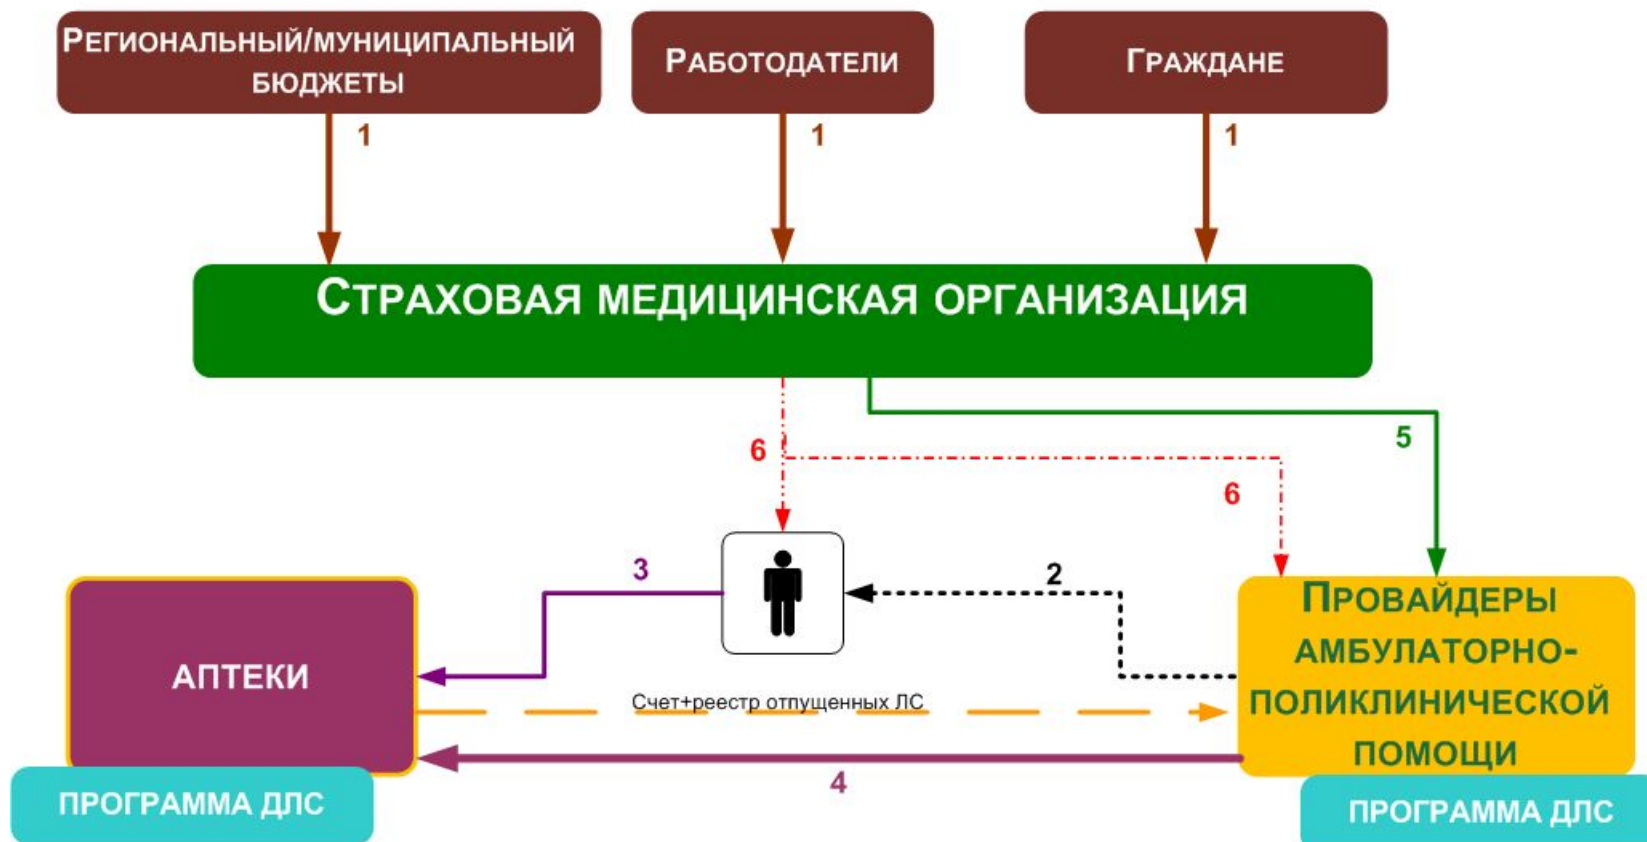 РЕГИОНАЛЬНЫЙ/МУНИЦИПАЛЬНЫЙ
БЮДЖЕТЫ
РАБОТОДАТЕЛИ
ГРАЖДАНЕ
1
1
1
СТРАХОВАЯ МЕДИЦИНСКАЯ ОРГАНИЗАЦИЯ
6
5
6
3
2
АПТЕКИ
Счет+реестр отпущенных ЛС
4
ПРОВАЙДЕРЫ
АМБУЛАТОРНО-
ПОЛИКЛИНИЧЕСКОЙ
ПОМОЩИ
ПРОГРАММА ДЛС
ПРОГРАММА ДЛС